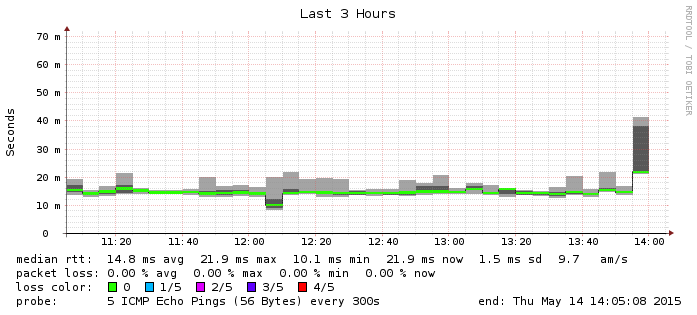 Last 3 Hours
RRDTOOL / TOBI OETIKER
Seconds
70 m
60 m
50 m
40 m
30 m
20 m
10 m
0
11:20 11:40 12:00 12:20 12:40 13:00 13:20 13:40 14:00
median rtt: 14.8 ms avg 21.9 ms max 10.1 ms min 21.9 ms now 1.5 ms sd 9.7 am/s
packet loss: 0.00 % avg 0.00 % max 0.00 % min 0.00 % now
loss color: 0 1/5 2/5 3/5 4/5
probe: 5 ICMP Echo Pings (56 Bytes) every 300s end: Thu May 14 14:05:08 2015